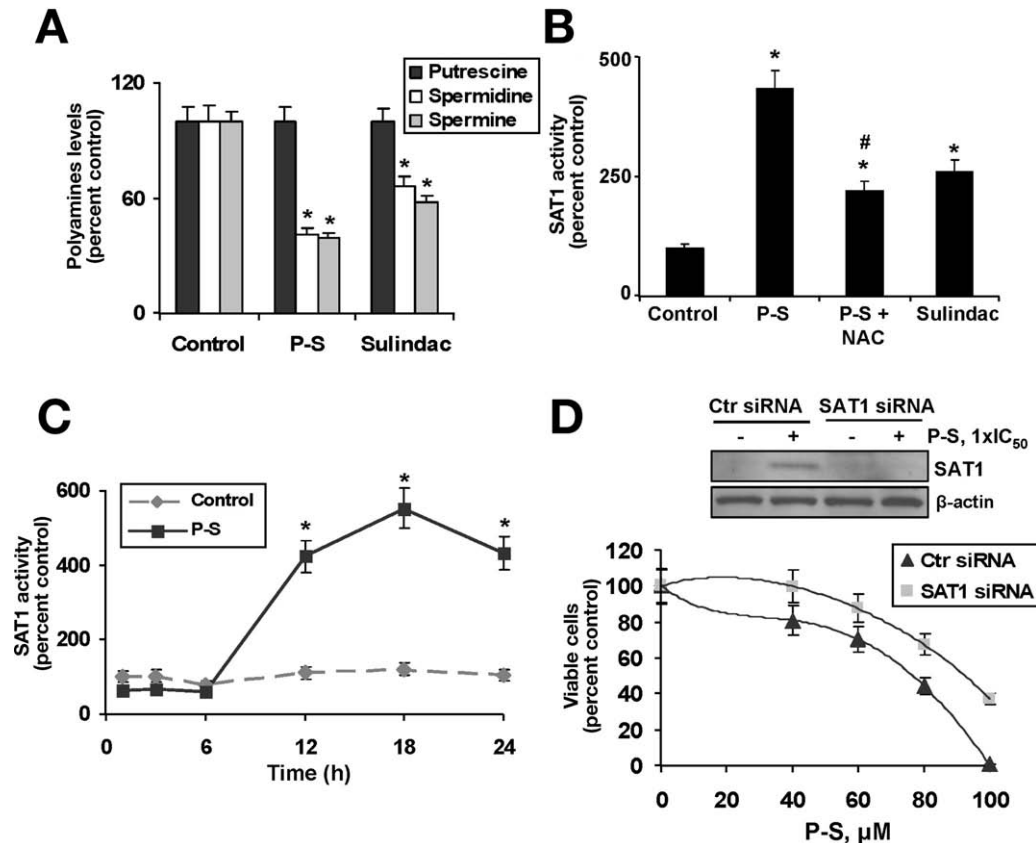 A
Polyamines levels
(percent control)
120
60
0
Putrescine
Spermidine
Spermine
* * * *
Control P-S Sulindac
B
SAT1 activity
(percent control)
500
250
0
*
#
*
*
Control P-S P-S + NAC Sulindac
C
SAT1 activity
(percent control)
600
400
200
0
Control
P-S
* * *
0 6 12 18 24
Time (h)
D
Ctr siRNA SAT1 siRNA
- + - + P-S, 1xIC50
SAT1
β-actin
Viable cells
(percent control)
120
100
80
60
40
20
0
Ctr siRNA
SAT1 siRNA
0 20 40 60 80 100
P-S, µM